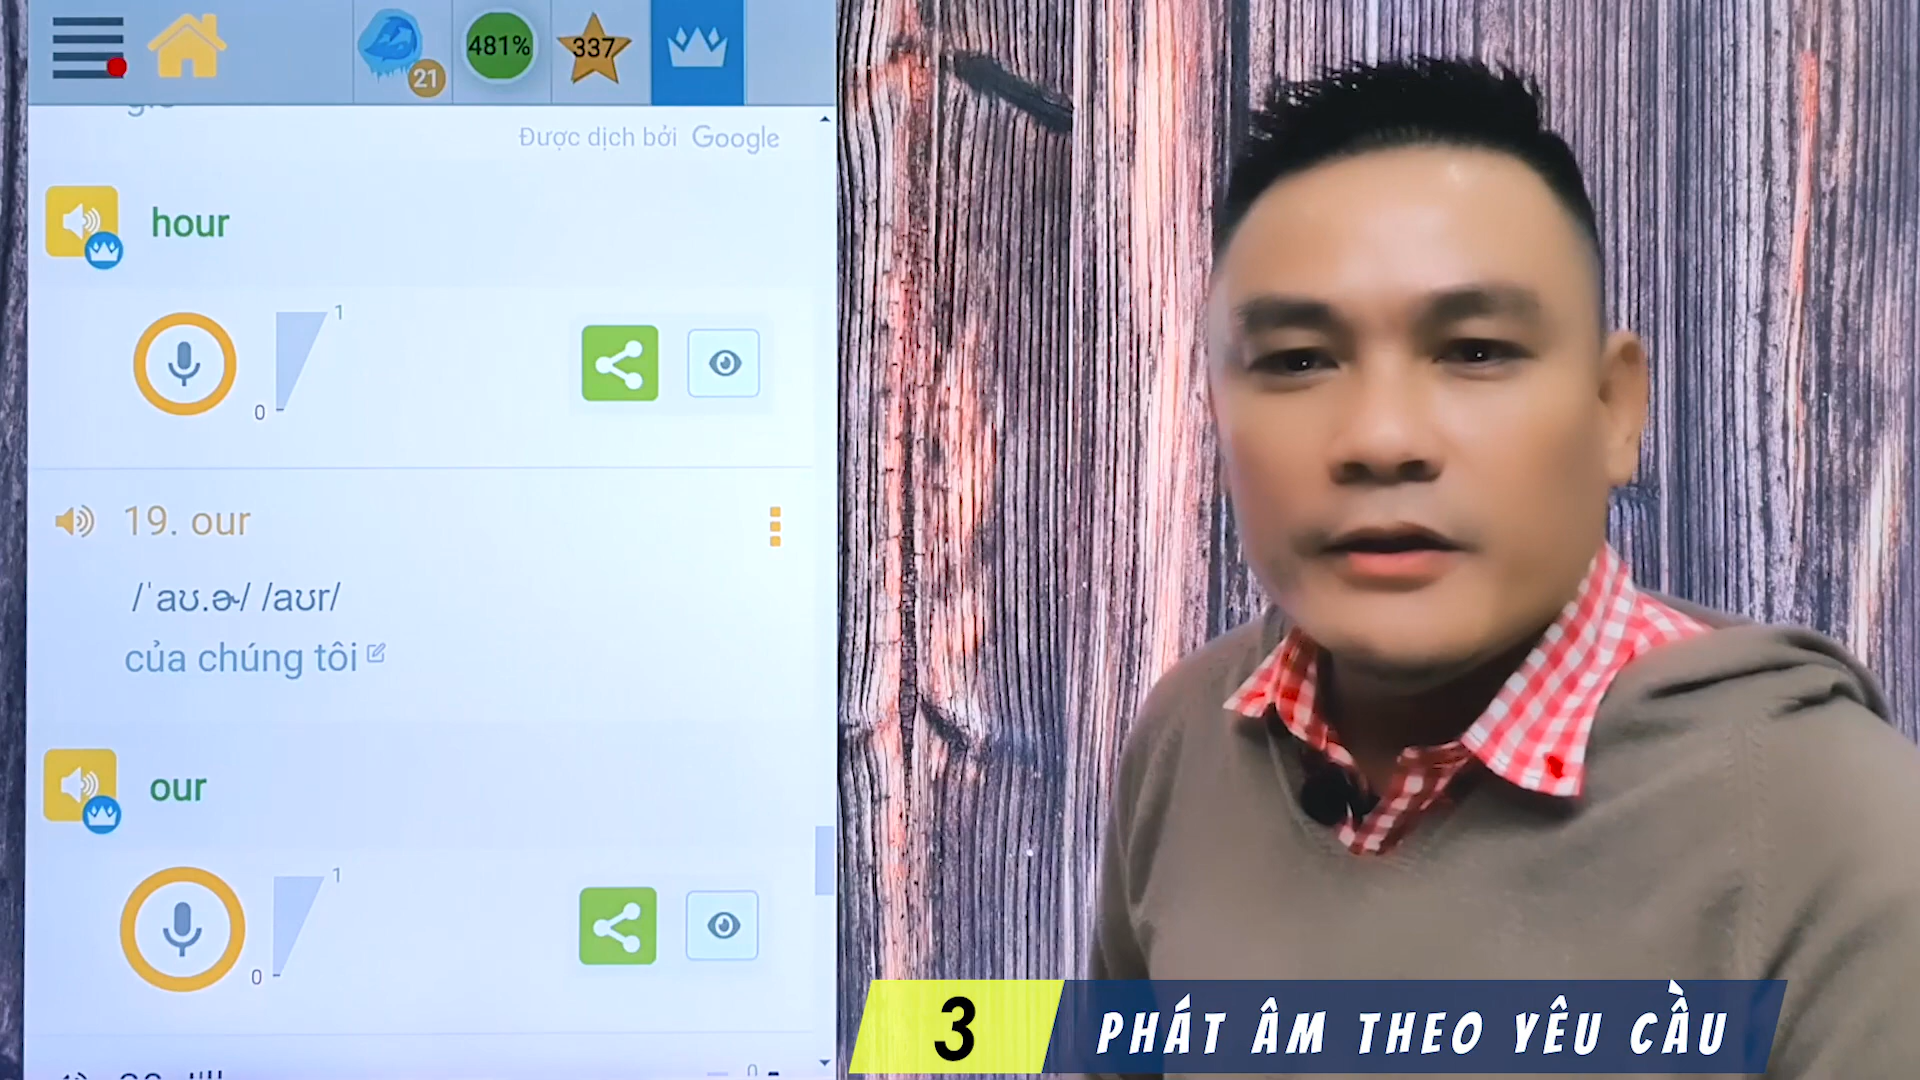 21
481%
337
Được dịch bởi Google
hour
1
0
19. our
/ˈaʊ.ɚ/ /aʊr/
của chúng tôi
our
1
0
3 PHÁT ÂM THEO YÊU CẦU